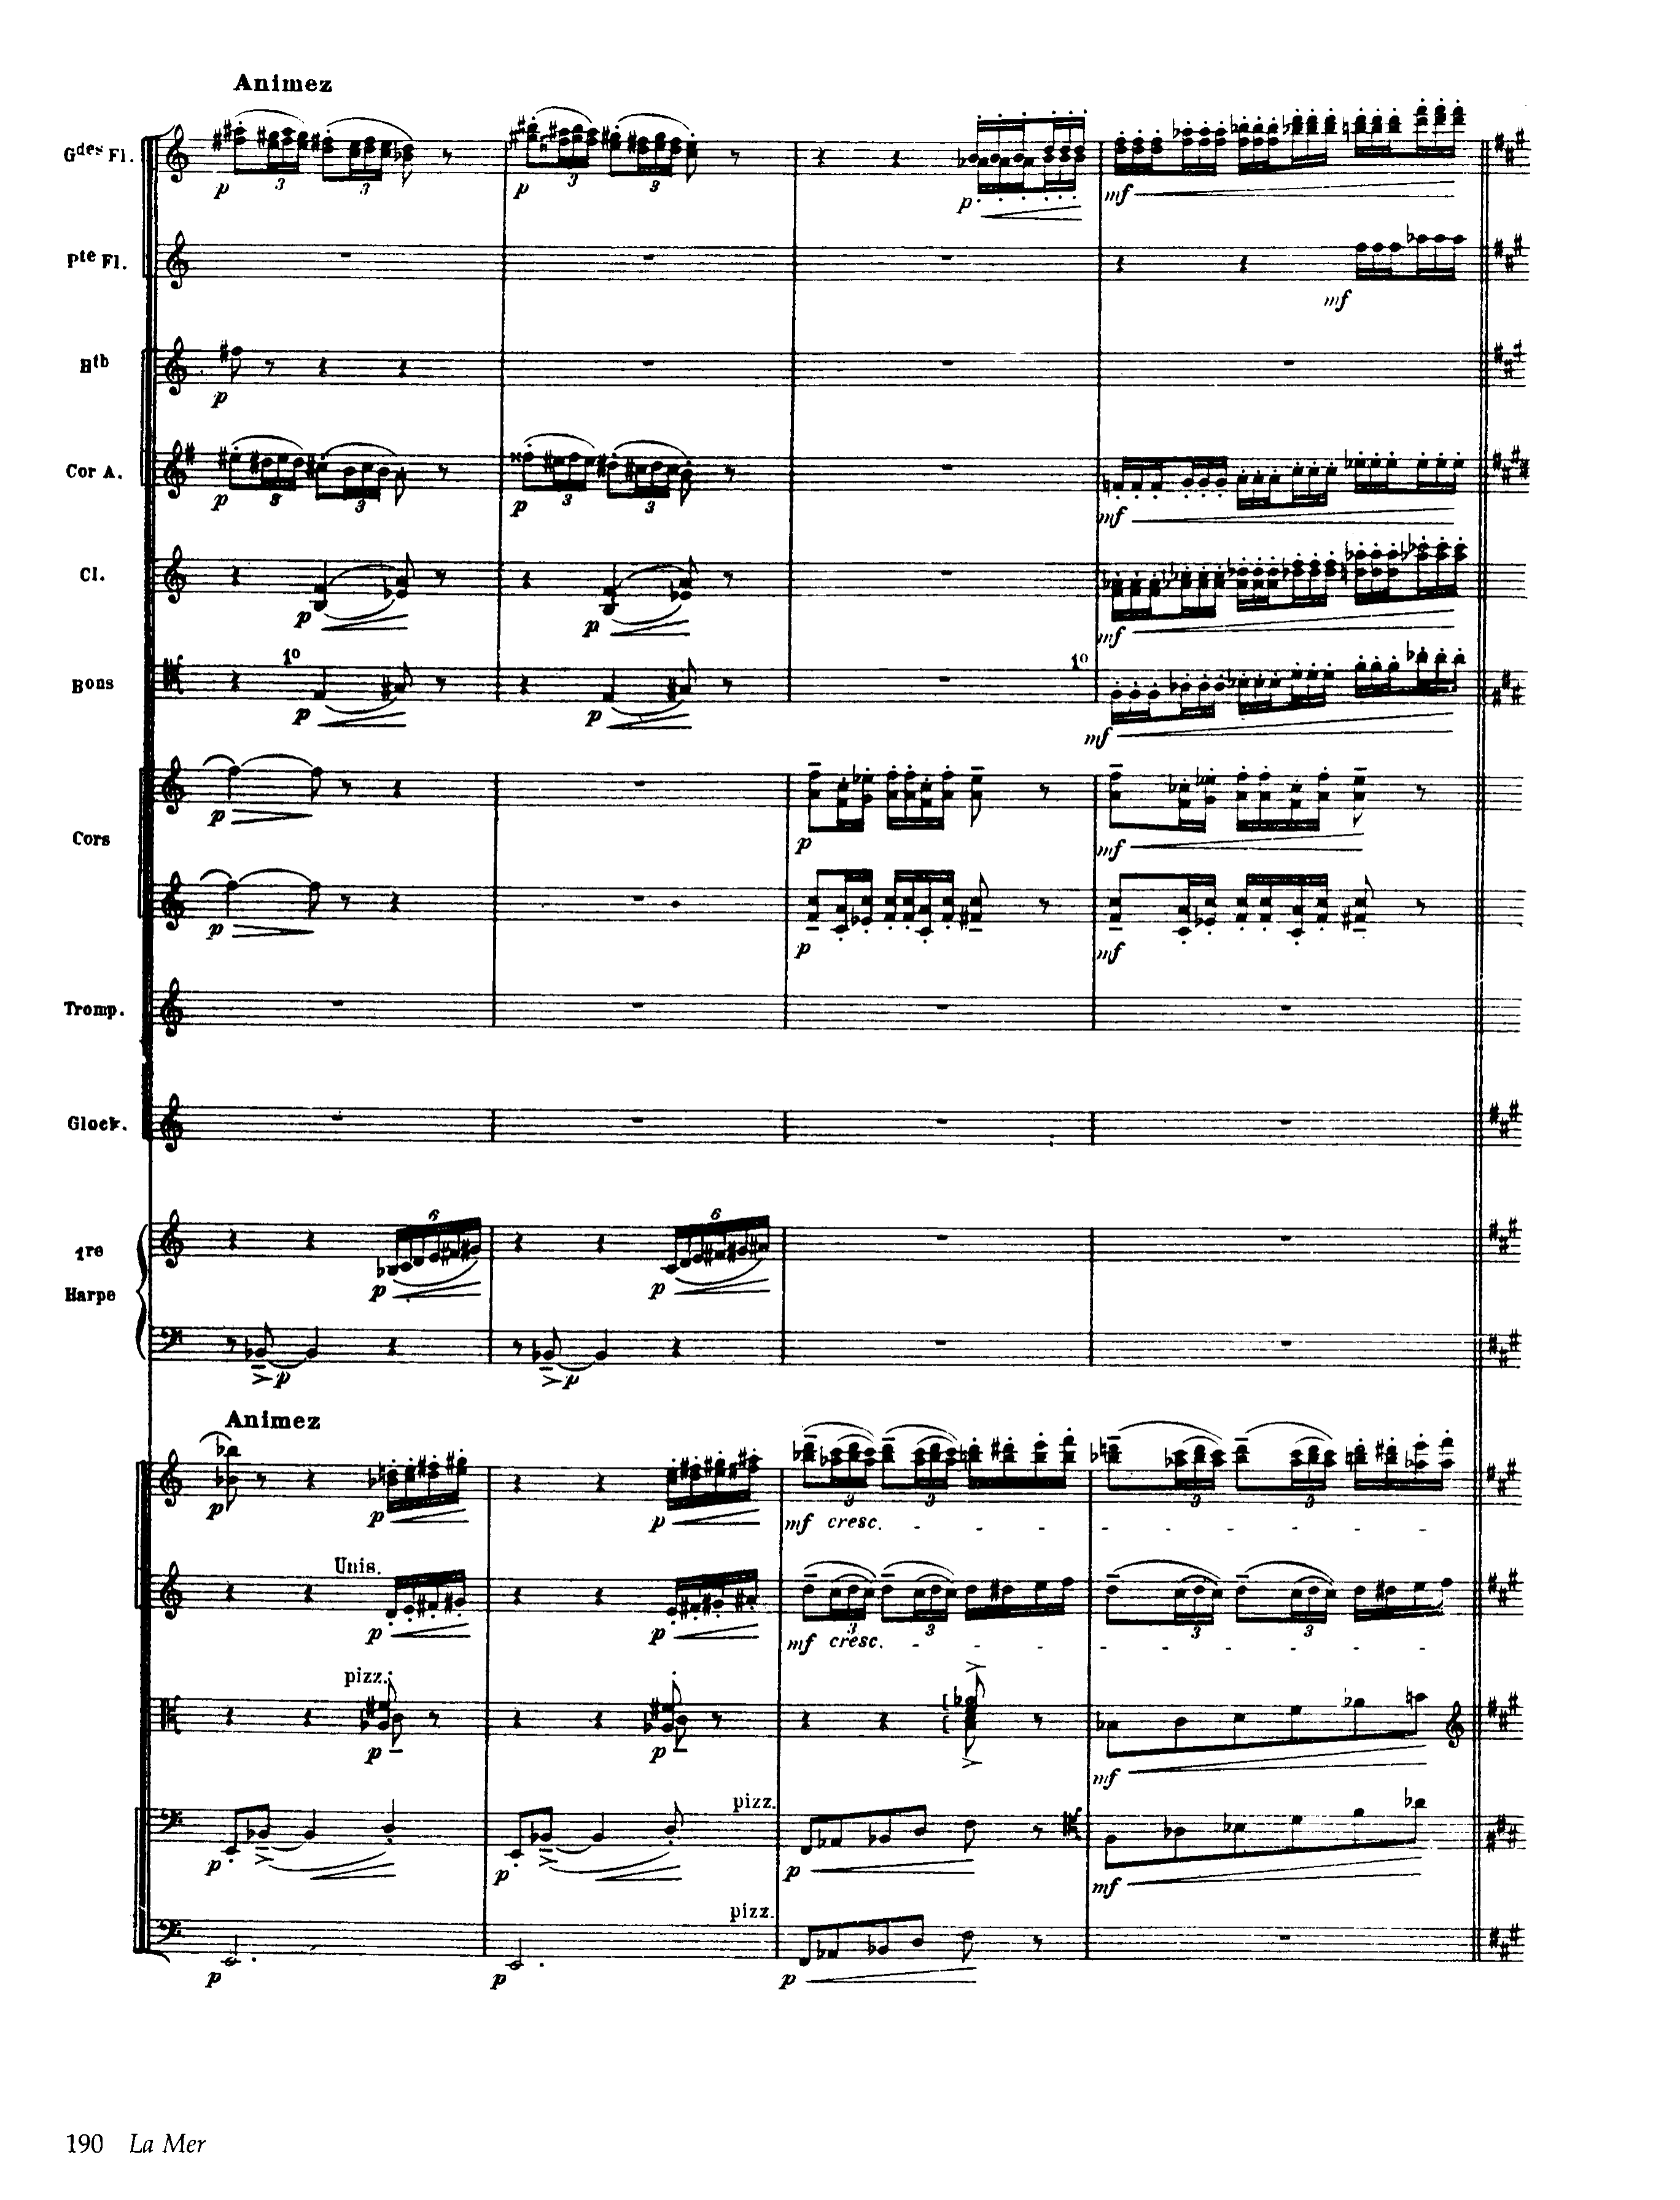 Animez
Gdes Fl.
p 3 3 p 3 3 p mf
Pte Fl.
mf
Htb
p
Cor A.
p 3 3 p 3 3 mf
Cl.
p p mf
1o 1o
Bons
p p mf
p p mf
Cors
p p mf
Tromp.
Glock.
6 6
1re
p p
Harpe
p p
Animez
3 3 3 3
p p p mf cresc.
Unis.
3 3 3 3
p p mf cresc.
pizz.
p p mf
pizz.
p p p mf
pizz.
p p p
190 La Mer